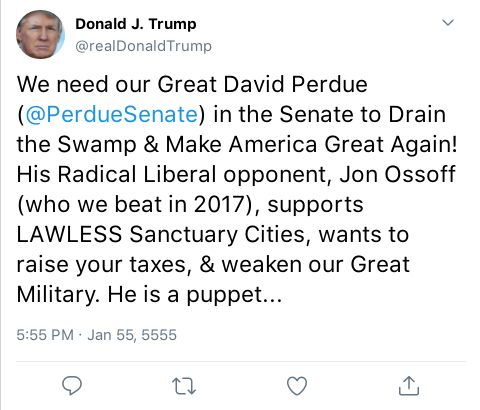 Donald J. Trump
@realDonaldTrump
We need our Great David Perdue
(@PerdueSenate) in the Senate to Drain
the Swamp & Make America Great Again!
His Radical Liberal opponent, Jon Ossoff
(who we beat in 2017), supports
LAWLESS Sanctuary Cities, wants to
raise your taxes, & weaken our Great
Military. He is a puppet...
5:55 PM · Jan 55, 5555